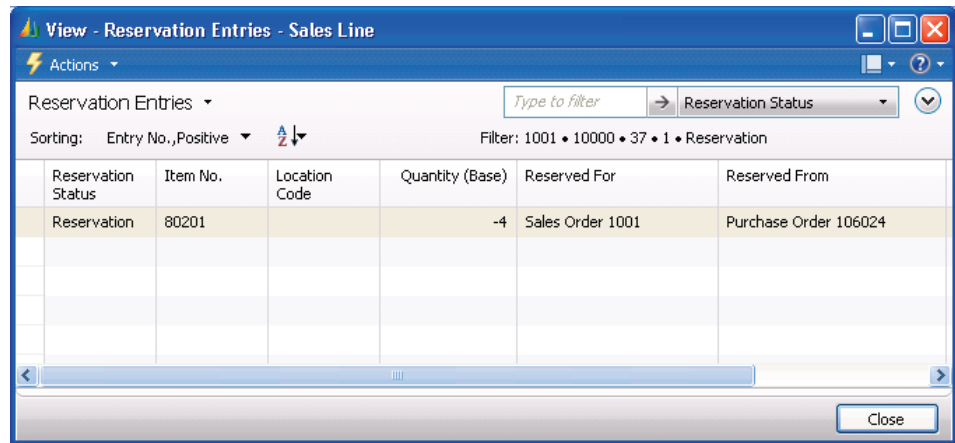 View - Reservation Entries - Sales Line
Actions
Reservation Entries
Type to filter
Reservation Status
Sorting: Entry No.,Positive
Filter: 1001 • 10000 • 37 • 1 • Reservation
Reservation Status Item No. Location Code Quantity (Base) Reserved For Reserved From
Reservation 80201 -4 Sales Order 1001 Purchase Order 106024
Close